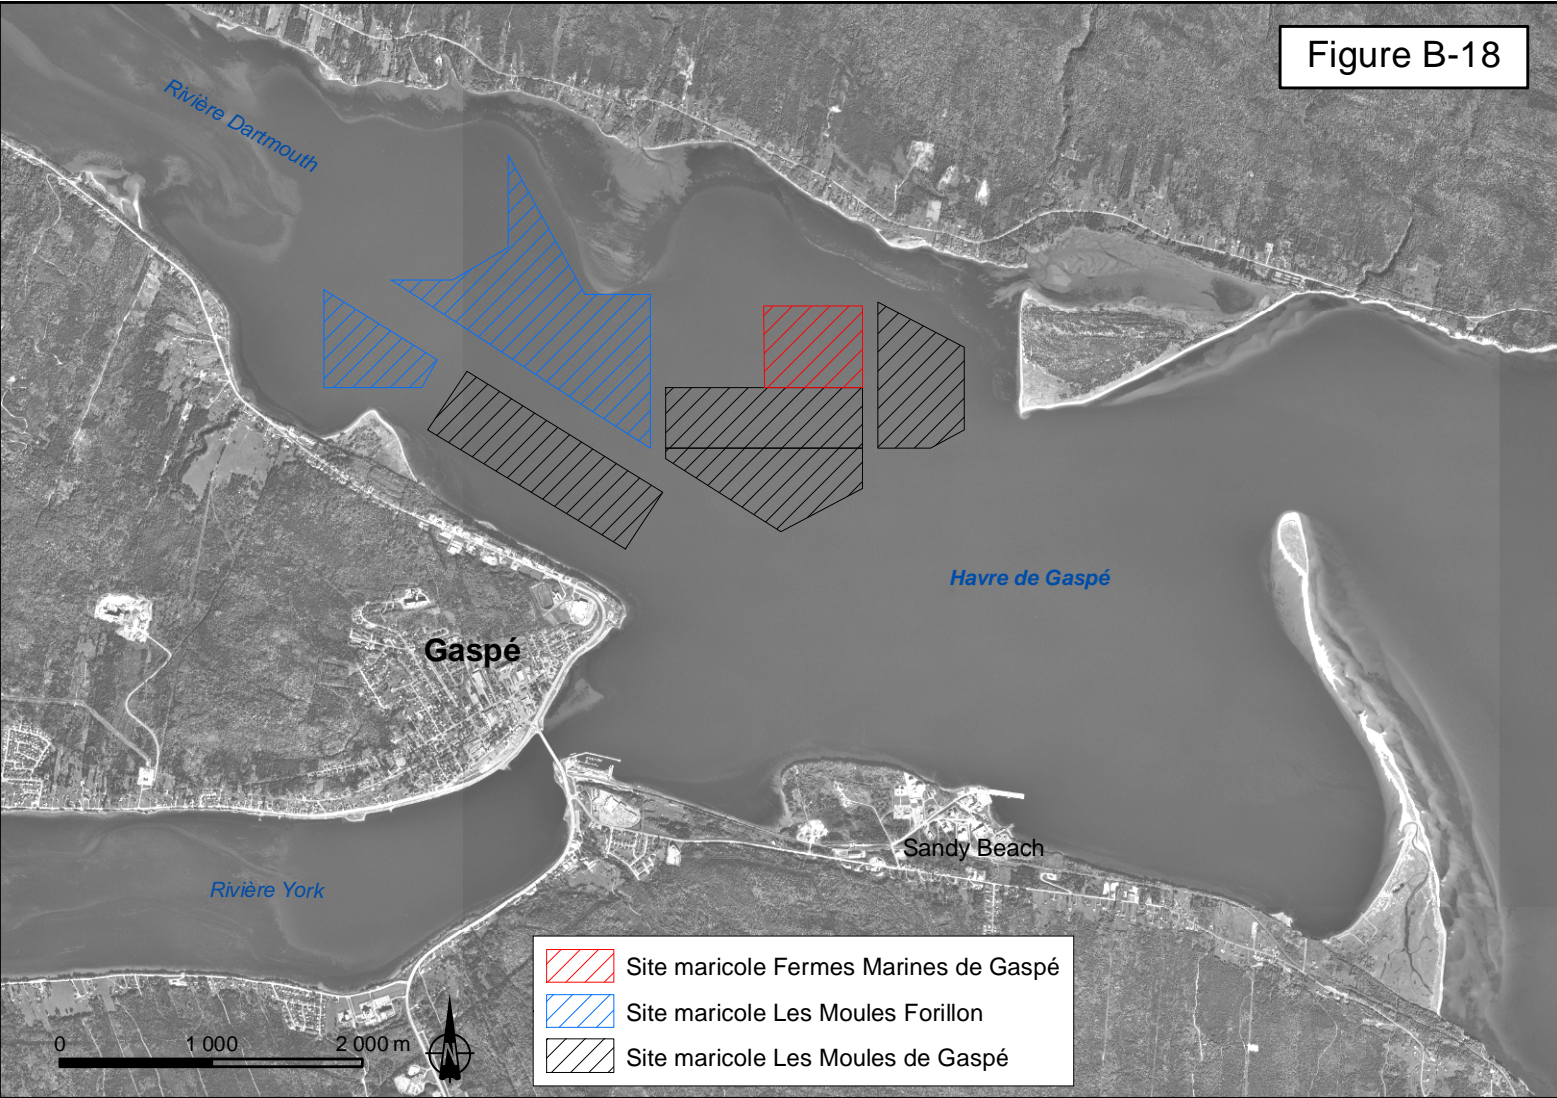 Figure B-18
Rivière Dartmouth
Havre de Gaspé
Gaspé
Sandy Beach
Rivière York
Site maricole Fermes Marines de Gaspé
Site maricole Les Moules Forillon
Site maricole Les Moules de Gaspé
0 1 000 2 000 m
N